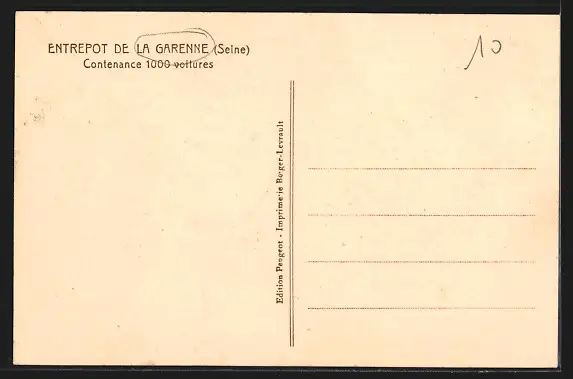 ENTREPOT DE LA GARENNE (Seine)
Contenance 1000 voitures
10
Edition Peugeot - Imprimerie Berger-Levrault